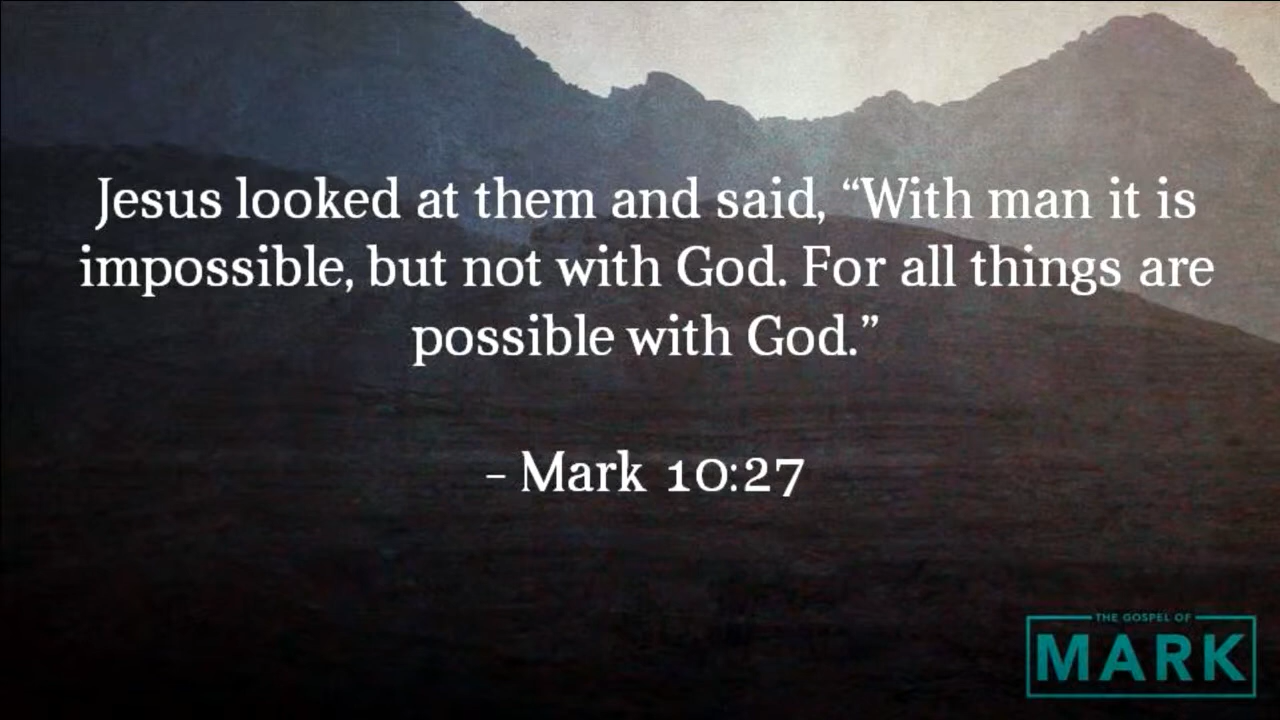 Jesus looked at them and said, “With man it is
impossible, but not with God. For all things are
possible with God.”
– Mark 10:27
THE GOSPEL OF
MARK